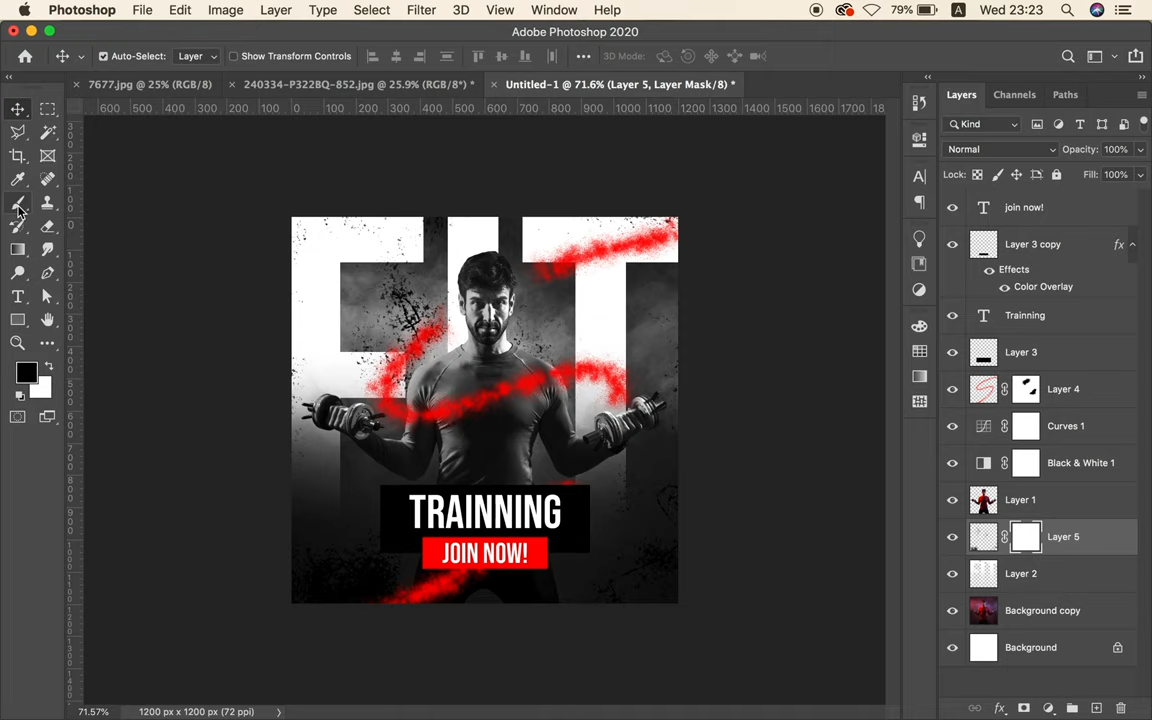 Photoshop File Edit Image Layer Type Select Filter 3D View Window Help 79% A Wed 23:23
Adobe Photoshop 2020
Auto-Select: Layer Show Transform Controls 3D Mode:
7677.jpg @ 25% (RGB/8) 240334-P322BQ-852.jpg @ 25.9% (RGB/8*) * Untitled-1 @ 71.6% (Layer 5, Layer Mask/8) *
600 500 400 300 200 100 0 100 200 300 400 500 600 700 800 900 1000 1100 1200 1300 1400 1500 1600 1700 18
Layers Channels Paths
Kind
Normal Opacity: 100%
Lock: Fill: 100%
join now!
Layer 3 copy fx
Effects
Color Overlay
Trainning
Layer 3
Layer 4
Curves 1
Black & White 1
Layer 1
Layer 5
Layer 2
Background copy
Background
FIT
TRAINNING
JOIN NOW!
71.57% 1200 px x 1200 px (72 ppi)